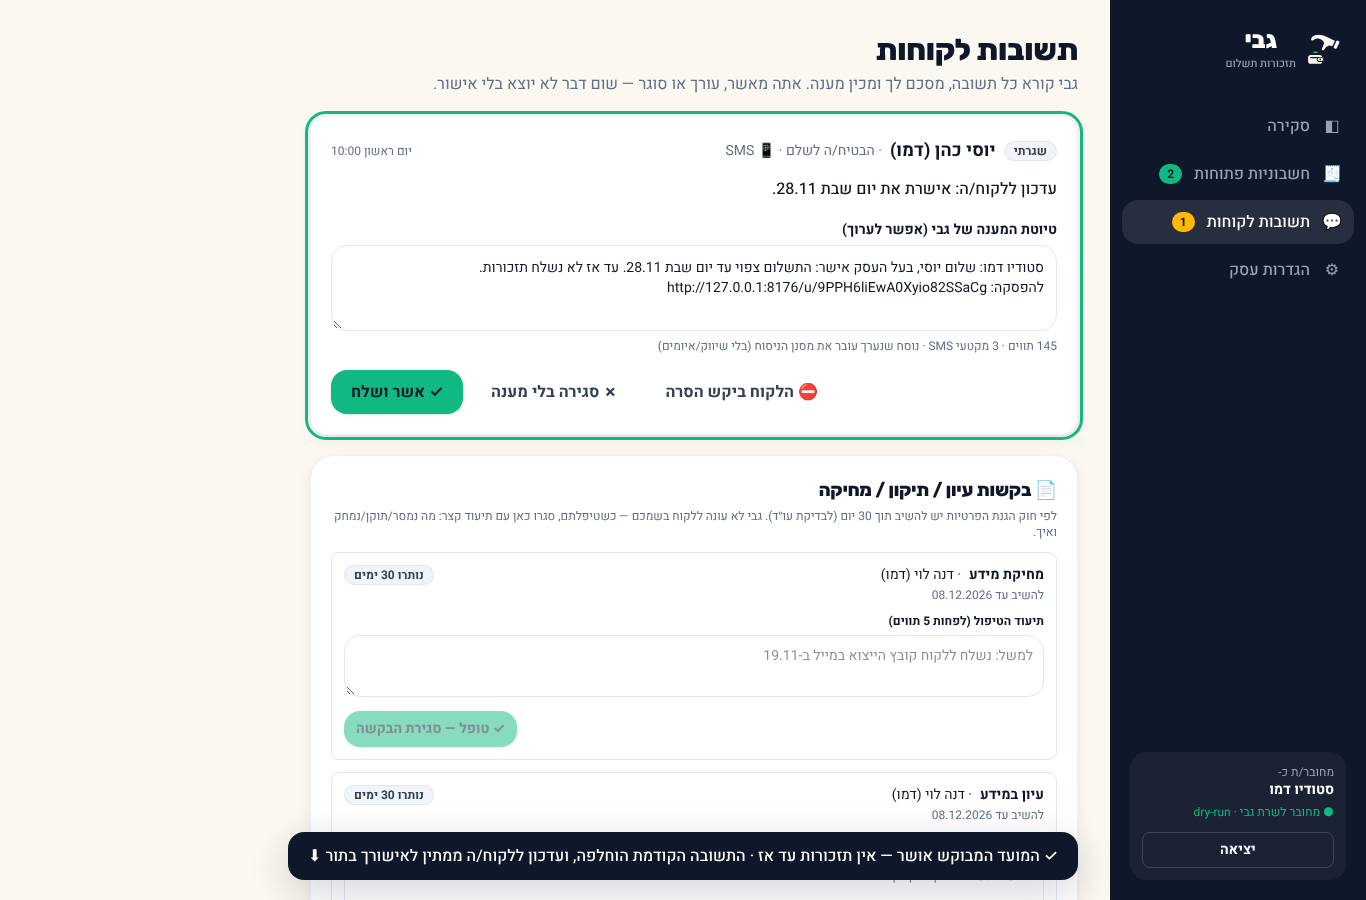 גבי
תזכורות תשלום
סקירה
חשבוניות פתוחות 2
תשובות לקוחות 1
הגדרות עסק
מחובר/ת כ-
סטודיו דמו
מחובר לשרת גבי · dry-run
יציאה
תשובות לקוחות
גבי קורא כל תשובה, מסכם לך ומכין מענה. אתה מאשר, עורך או סוגר — שום דבר לא יוצא בלי אישור.
שגרתי יוסי כהן (דמו) · הבטיח/ה לשלם · 📱 SMS יום ראשון 10:00
עדכון ללקוח/ה: אישרת את יום שבת 28.11.
טיוטת המענה של גבי (אפשר לערוך)
סטודיו דמו: שלום יוסי, בעל העסק אישר: התשלום צפוי עד יום שבת 28.11. עד אז לא נשלח תזכורות.
להפסקה: http://127.0.0.1:8176/u/9PPH6liEwA0Xyio82SSaCg
145 תווים · 3 מקטעי SMS · נוסח שנערך עובר את מסנן הניסוח (בלי שיווק/איומים)
⛔ הלקוח ביקש הסרה
× סגירה בלי מענה
✓ אשר ושלח
📄 בקשות עיון / תיקון / מחיקה
לפי חוק הגנת הפרטיות יש להשיב תוך 30 יום (לבדיקת עו״ד). גבי לא עונה ללקוח בשמכם — כשטיפלתם, סגרו כאן עם תיעוד קצר: מה נמסר/תוקן/נמחק
ואיך.
מחיקת מידע · דנה לוי (דמו) נותרו 30 ימים
להשיב עד 08.12.2026
תיעוד הטיפול (לפחות 5 תווים)
למשל: נשלח ללקוח קובץ הייצוא במייל ב-19.11
✓ טופל — סגירת הבקשה
עיון במידע · דנה לוי (דמו) נותרו 30 ימים
להשיב עד 08.12.2026
✓ המועד המבוקש אושר — אין תזכורות עד אז · התשובה הקודמת הוחלפה, ועדכון ללקוח/ה ממתין לאישורך בתור ⬇